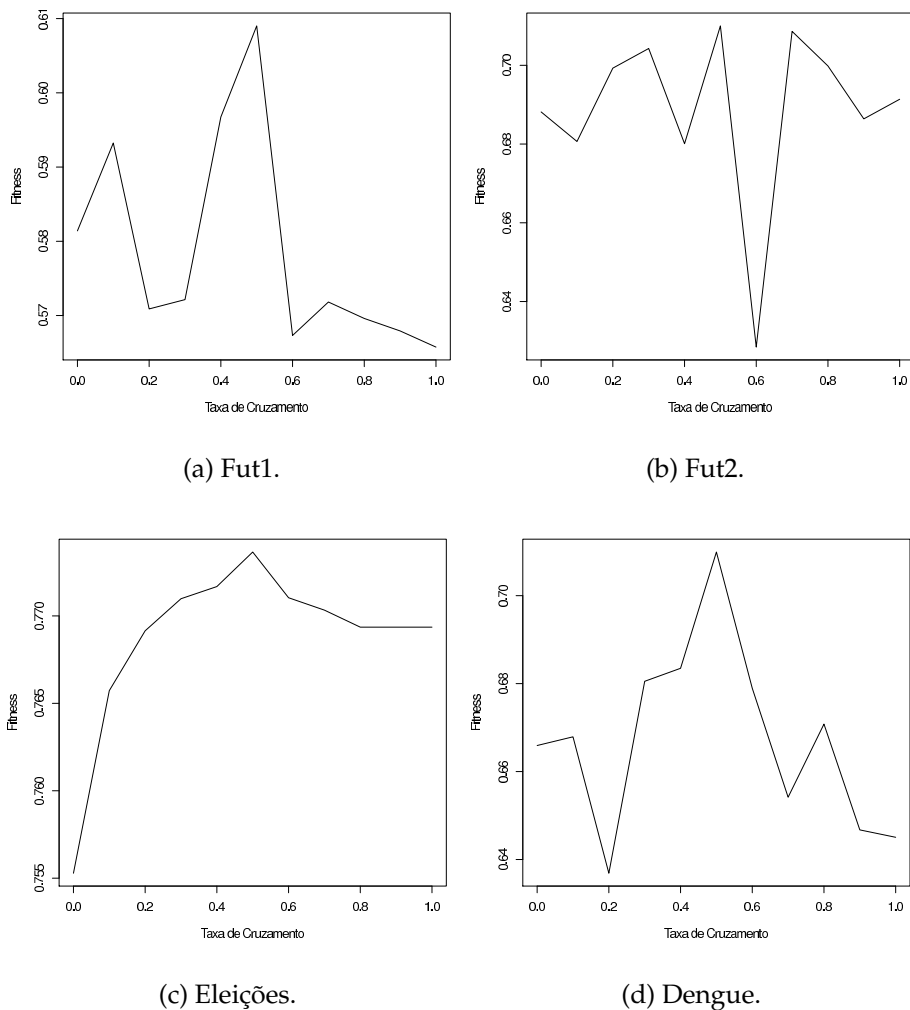 0.61
0.60
0.59
0.58
0.57
Fitness
0.0 0.2 0.4 0.6 0.8 1.0
Taxa de Cruzamento
(a) Fut1.
0.70
0.68
0.66
0.64
Fitness
0.0 0.2 0.4 0.6 0.8 1.0
Taxa de Cruzamento
(b) Fut2.
0.770
0.765
0.760
0.755
Fitness
0.0 0.2 0.4 0.6 0.8 1.0
Taxa de Cruzamento
(c) Eleições.
0.70
0.68
0.66
0.64
Fitness
0.0 0.2 0.4 0.6 0.8 1.0
Taxa de Cruzamento
(d) Dengue.